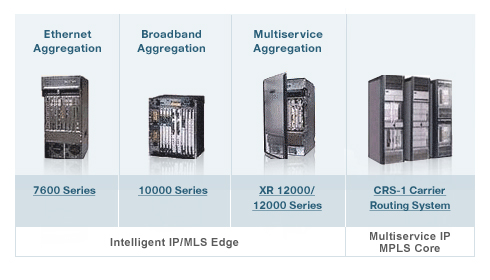 Ethernet
Aggregation
Broadband
Aggregation
Multiservice
Aggregation
7600 Series
10000 Series
XR 12000/
12000 Series
CRS-1 Carrier
Routing System
Intelligent IP/MLS Edge
Multiservice IP
MPLS Core